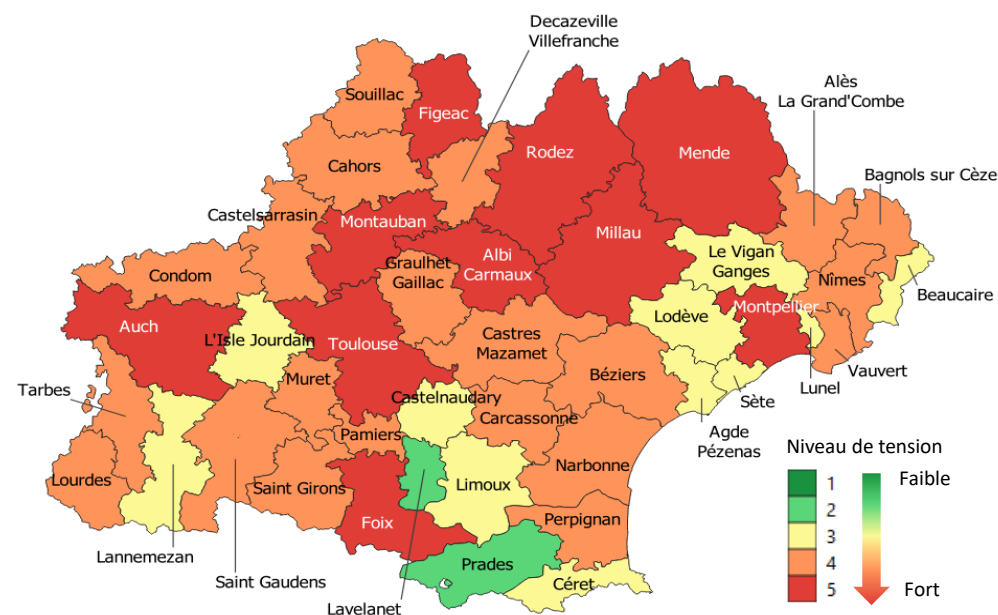 Decazeville
Villefranche
Alès
La Grand'Combe
Souillac
Figeac
Rodez
Mende
Cahors
Bagnols sur Cèze
Castelsarrasin
Montauban
Millau
Albi
Carmaux
Graulhet
Gaillac
Le Vigan
Ganges
Condom
Nîmes
Beaucaire
Montpellier
Lodève
Auch
L'Isle Jourdain
Toulouse
Castres
Mazamet
Muret
Béziers
Vauvert
Lunel
Tarbes
Castelnaudary
Sète
Carcassonne
Pamiers
Agde
Pézenas
Narbonne
Lourdes
Saint Girons
Limoux
Foix
Perpignan
Lannemezan
Saint Gaudens
Prades
Céret
Lavelanet
Niveau de tension
1
Faible
2
3
4
5
Fort